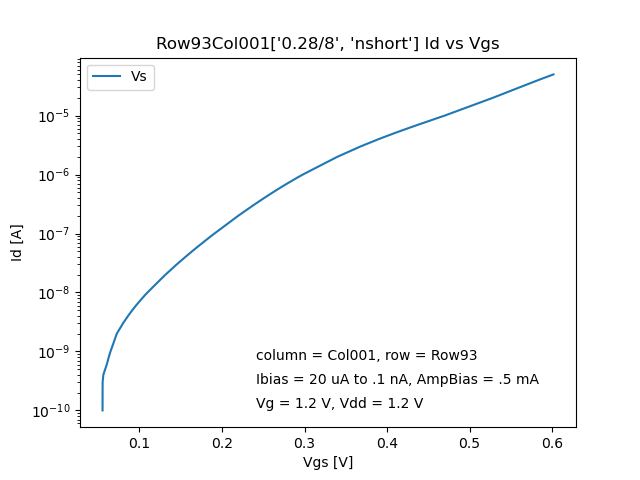 Row93Col001['0.28/8', 'nshort'] Id vs Vgs
Vs
10⁻⁵
10⁻⁶
10⁻⁷
10⁻⁸
10⁻⁹
10⁻¹⁰
Id [A]
column = Col001, row = Row93
Ibias = 20 uA to .1 nA, AmpBias = .5 mA
Vg = 1.2 V, Vdd = 1.2 V
0.1 0.2 0.3 0.4 0.5 0.6
Vgs [V]